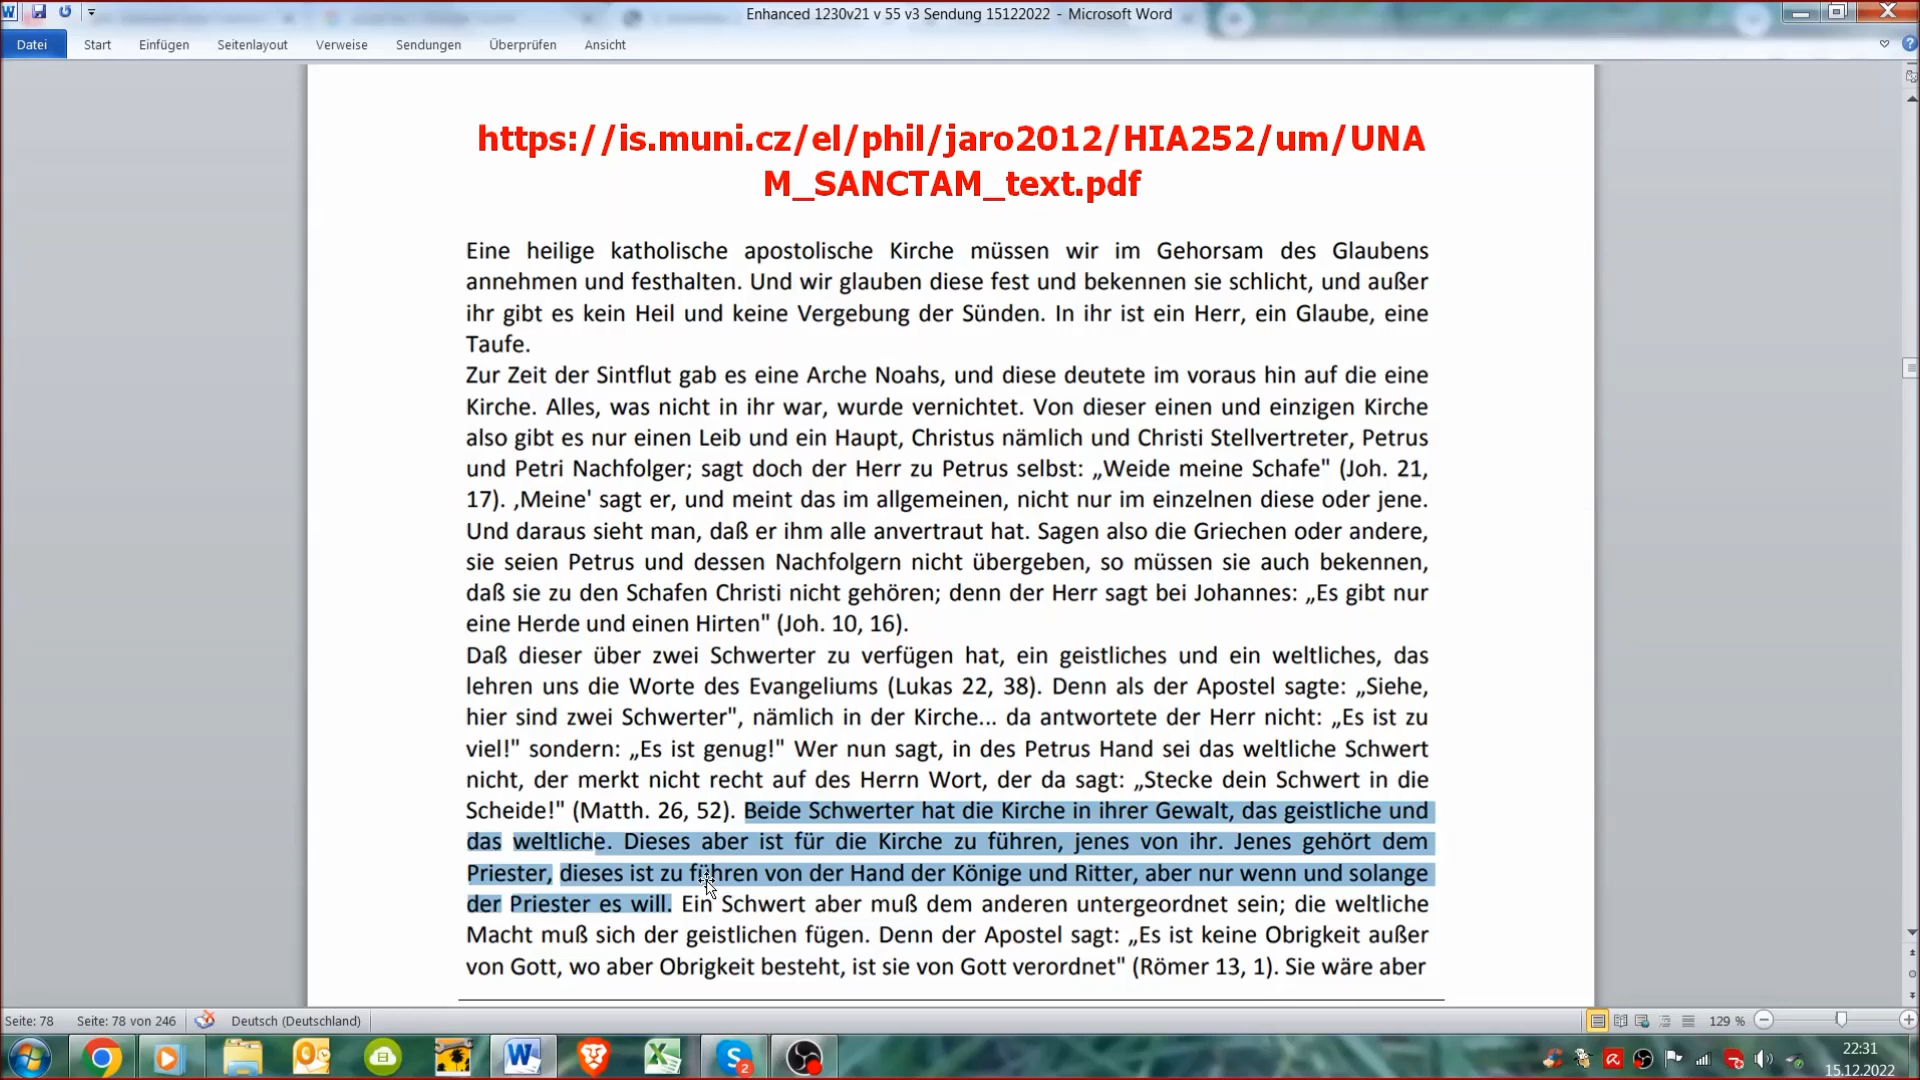 Enhanced 1230v21 v 55 v3 Sendung 15122022 - Microsoft Word
Datei Start Einfügen Seitenlayout Verweise Sendungen Überprüfen Ansicht
https://is.muni.cz/el/phil/jaro2012/HIA252/um/UNA
M_SANCTAM_text.pdf
Eine heilige katholische apostolische Kirche müssen wir im Gehorsam des Glaubens
annehmen und festhalten. Und wir glauben diese fest und bekennen sie schlicht, und außer
ihr gibt es kein Heil und keine Vergebung der Sünden. In ihr ist ein Herr, ein Glaube, eine
Taufe.
Zur Zeit der Sintflut gab es eine Arche Noahs, und diese deutete im voraus hin auf die eine
Kirche. Alles, was nicht in ihr war, wurde vernichtet. Von dieser einen und einzigen Kirche
also gibt es nur einen Leib und ein Haupt, Christus nämlich und Christi Stellvertreter, Petrus
und Petri Nachfolger; sagt doch der Herr zu Petrus selbst: „Weide meine Schafe" (Joh. 21,
17). ‚Meine' sagt er, und meint das im allgemeinen, nicht nur im einzelnen diese oder jene.
Und daraus sieht man, daß er ihm alle anvertraut hat. Sagen also die Griechen oder andere,
sie seien Petrus und dessen Nachfolgern nicht übergeben, so müssen sie auch bekennen,
daß sie zu den Schafen Christi nicht gehören; denn der Herr sagt bei Johannes: „Es gibt nur
eine Herde und einen Hirten" (Joh. 10, 16).
Daß dieser über zwei Schwerter zu verfügen hat, ein geistliches und ein weltliches, das
lehren uns die Worte des Evangeliums (Lukas 22, 38). Denn als der Apostel sagte: „Siehe,
hier sind zwei Schwerter", nämlich in der Kirche... da antwortete der Herr nicht: „Es ist zu
viel!" sondern: „Es ist genug!" Wer nun sagt, in des Petrus Hand sei das weltliche Schwert
nicht, der merkt nicht recht auf des Herrn Wort, der da sagt: „Stecke dein Schwert in die
Scheide!" (Matth. 26, 52). Beide Schwerter hat die Kirche in ihrer Gewalt, das geistliche und
das weltliche. Dieses aber ist für die Kirche zu führen, jenes von ihr. Jenes gehört dem
Priester, dieses ist zu führen von der Hand der Könige und Ritter, aber nur wenn und solange
der Priester es will. Ein Schwert aber muß dem anderen untergeordnet sein; die weltliche
Macht muß sich der geistlichen fügen. Denn der Apostel sagt: „Es ist keine Obrigkeit außer
von Gott, wo aber Obrigkeit besteht, ist sie von Gott verordnet" (Römer 13, 1). Sie wäre aber
Seite: 78 Seite: 78 von 246 Deutsch (Deutschland) 129 %
22:31
15.12.2022